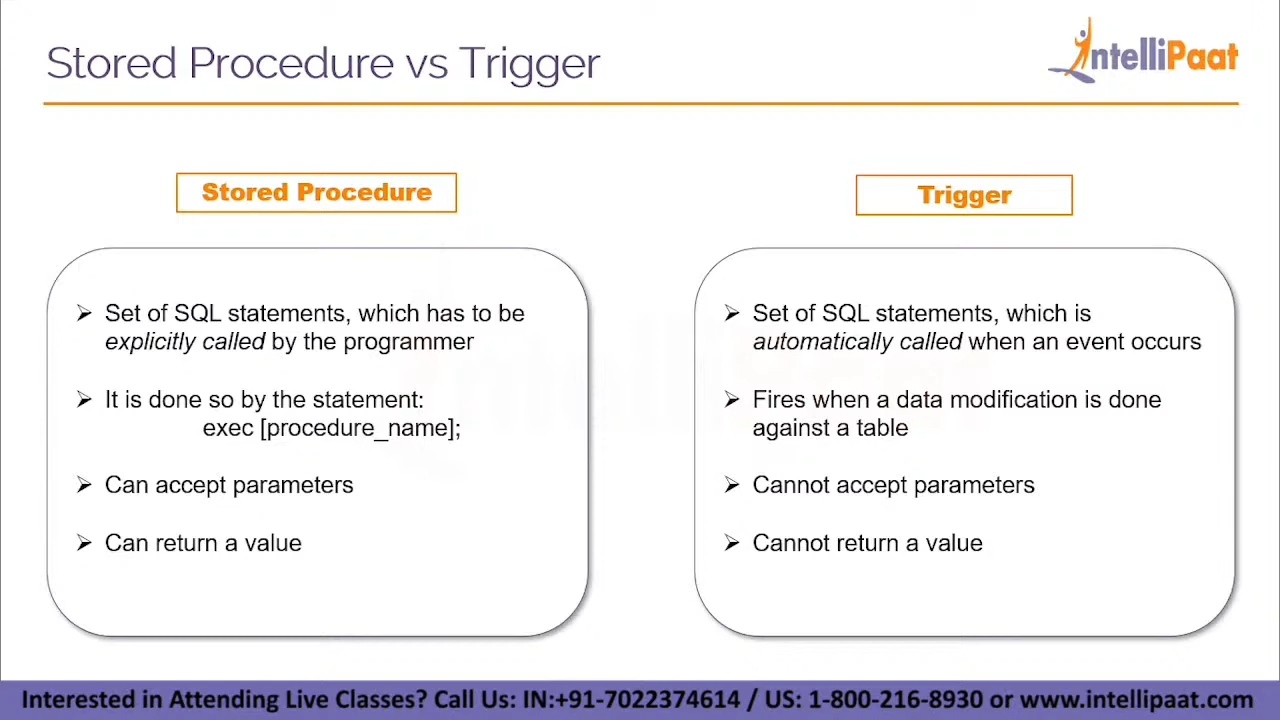 Stored Procedure vs Trigger
IntelliPaat
Stored Procedure
Set of SQL statements, which has to be
explicitly called by the programmer
It is done so by the statement:
exec [procedure_name];
Can accept parameters
Can return a value
Trigger
Set of SQL statements, which is
automatically called when an event occurs
Fires when a data modification is done
against a table
Cannot accept parameters
Cannot return a value
Interested in Attending Live Classes? Call Us: IN:+91-7022374614 / US: 1-800-216-8930 or www.intellipaat.com